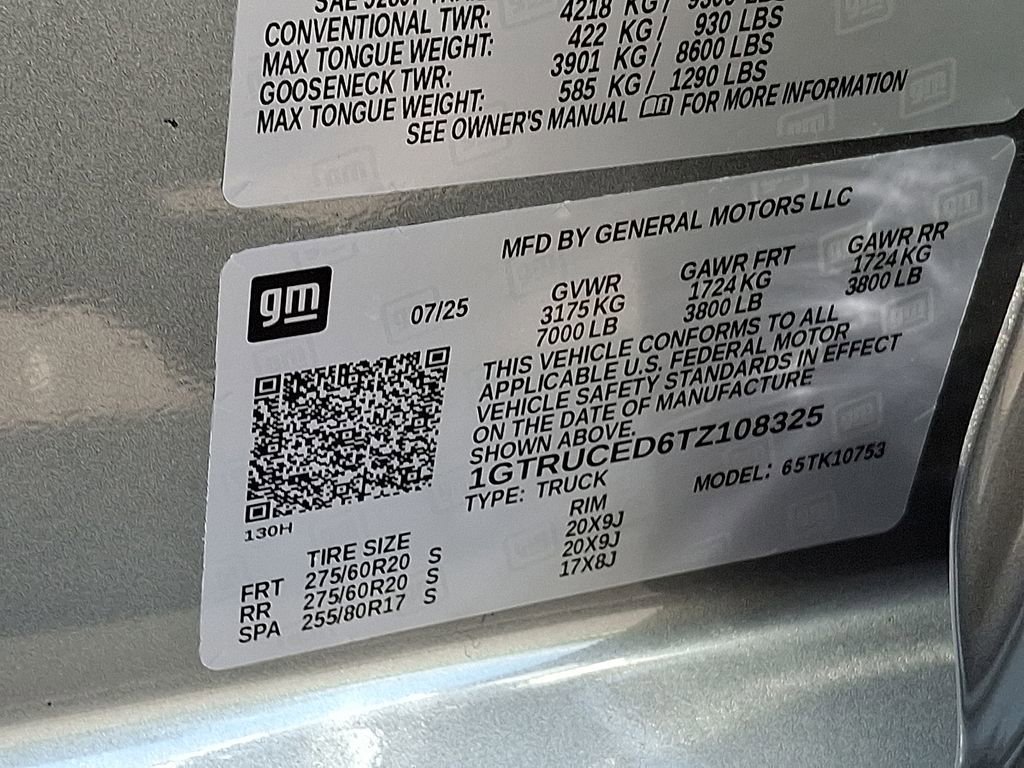 CONVENTIONAL TWR: 4218 KG/ 9300 LBS
MAX TONGUE WEIGHT: 422 KG/ 930 LBS
GOOSENECK TWR: 3901 KG/ 8600 LBS
MAX TONGUE WEIGHT: 585 KG/ 1290 LBS
SEE OWNER'S MANUAL FOR MORE INFORMATION
MFD BY GENERAL MOTORS LLC
gm
07/25
GVWR GAWR FRT GAWR RR
3175 KG 1724 KG 1724 KG
7000 LB 3800 LB 3800 LB
THIS VEHICLE CONFORMS TO ALL
APPLICABLE U.S. FEDERAL MOTOR
VEHICLE SAFETY STANDARDS IN EFFECT
ON THE DATE OF MANUFACTURE
SHOWN ABOVE.
1GTRUCED6TZ108325
TYPE: TRUCK MODEL: 65TK10753
130H
TIRE SIZE RIM
FRT 275/60R20 S 20X9J
RR 275/60R20 S 20X9J
SPA 255/80R17 S 17X8J